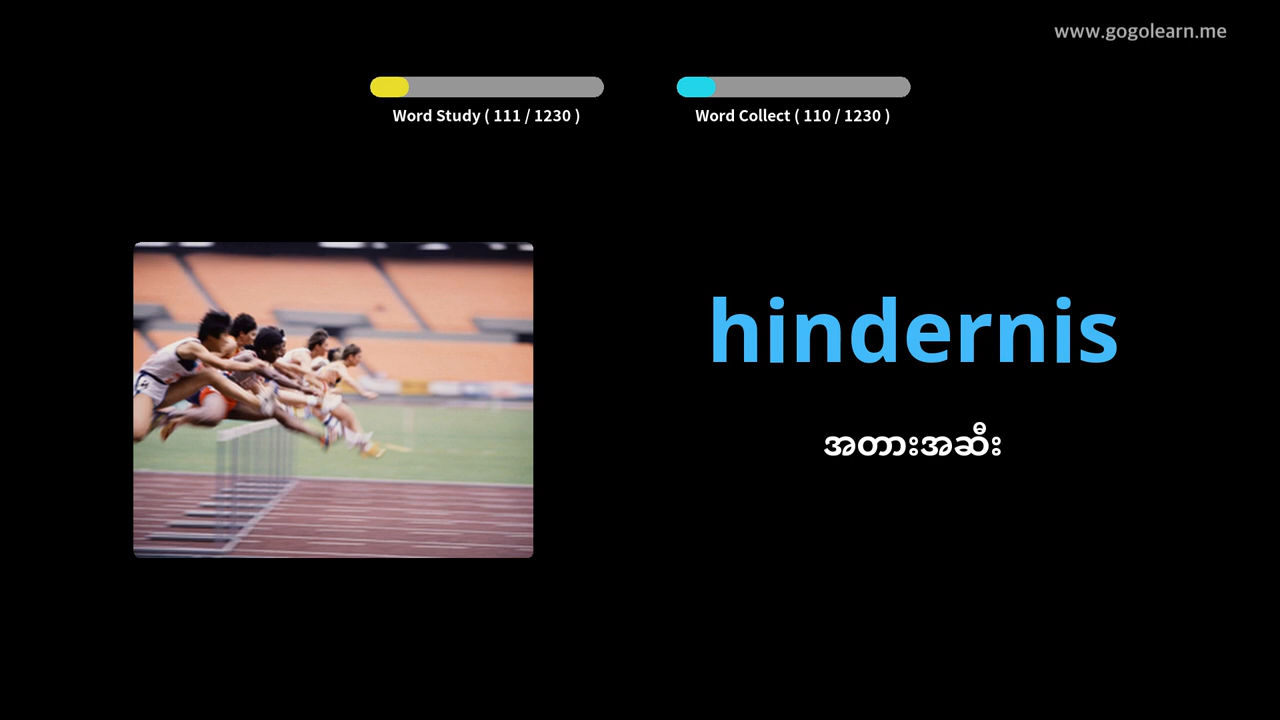 www.gogolearn.me
Word Study ( 111 / 1230 )
Word Collect ( 110 / 1230 )
hindernis
အတားအဆီး